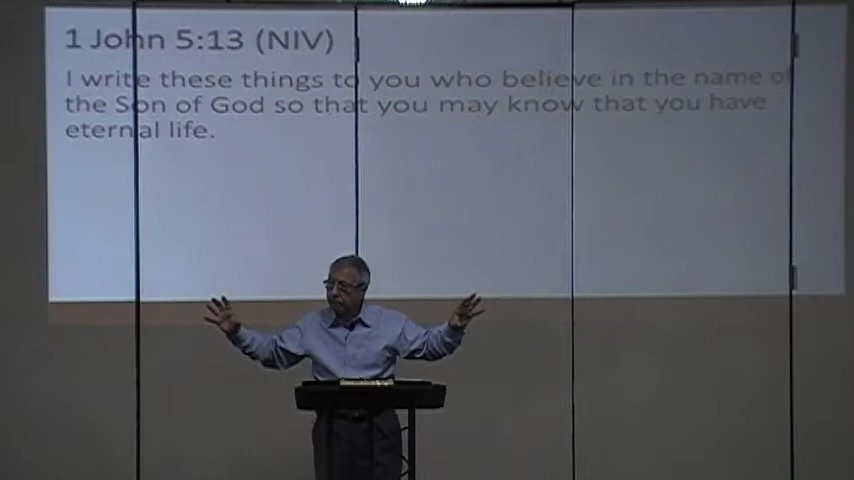 1 John 5:13 (NIV)
I write these things to you who believe in the name of
the Son of God so that you may know that you have
eternal life.